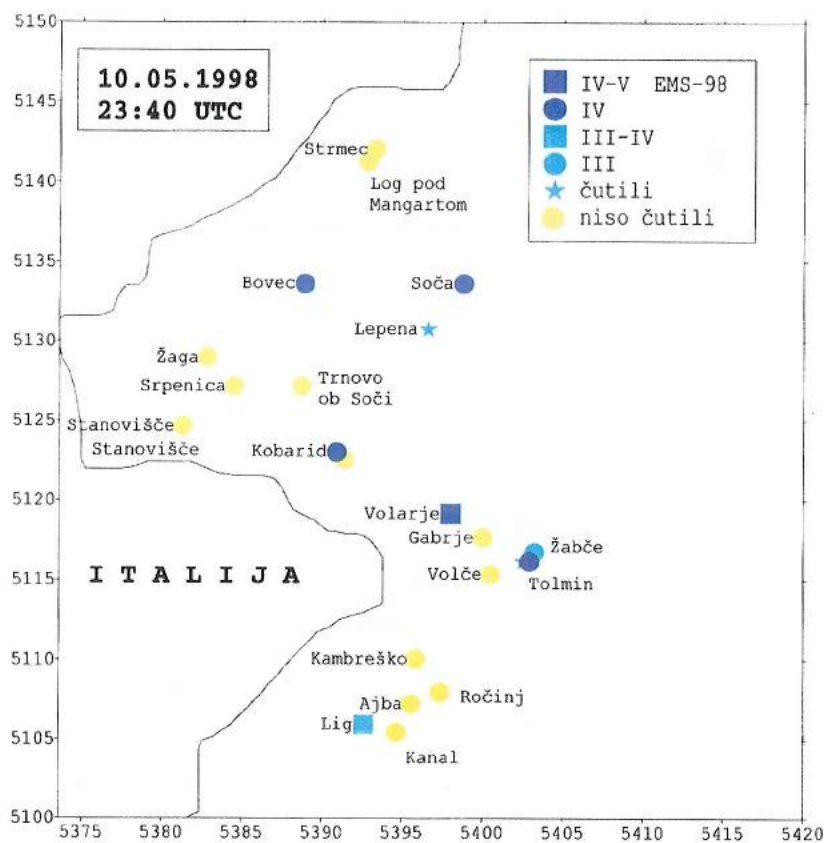 5150
5145
5140
5135
5130
5125
5120
5115
5110
5105
5100
10.05.1998
23:40 UTC
IV-V EMS-98
IV
III-IV
III
čutili
niso čutili
Strmec
Log pod
Mangartom
Bovec
Soča
Lepena
Žaga
Srpenica
Trnovo
ob Soči
Stanovišče
Stanovišče
Kobarid
Volarje
Gabrje
Žabče
Volče
Tolmin
ITALIJA
Kambreško
Ročinj
Ajba
Lig
Kanal
5375 5380 5385 5390 5395 5400 5405 5410 5415 5420